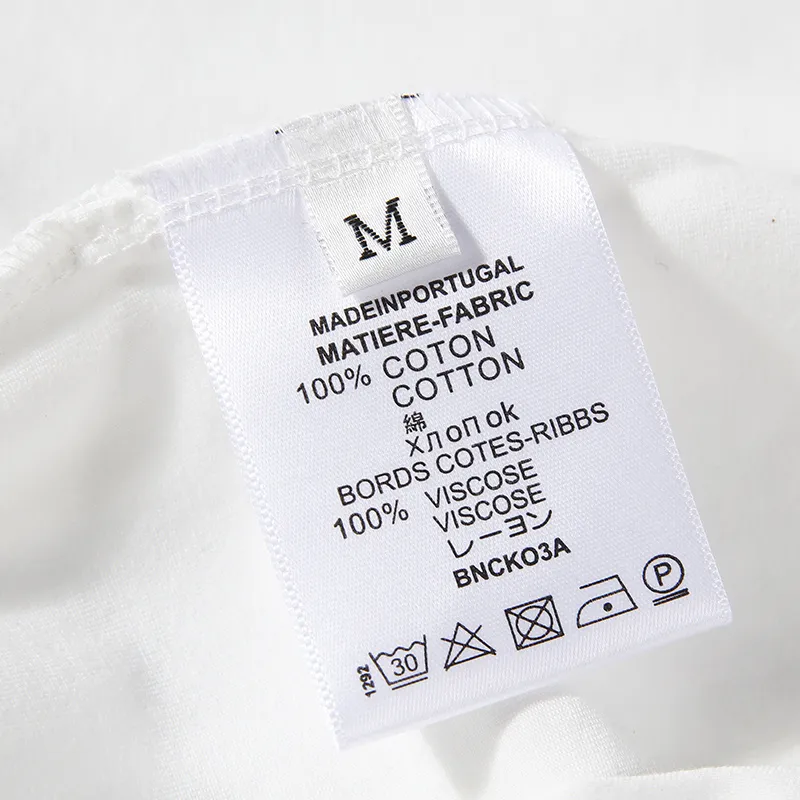 M
MADEINPORTUGAL
MATIERE-FABRIC
100% COTON
COTTON
綿
хлопоk
BORDS COTES-RIBBS
100% VISCOSE
VISCOSE
レーヨン
BNCKO3A
1292 30 P